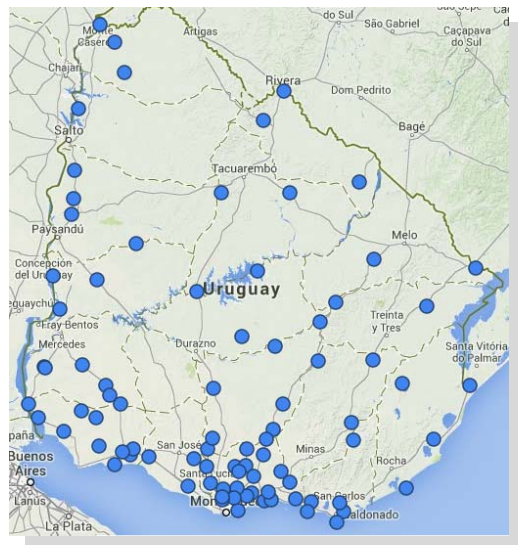 do Sul
São Gabriel
Caçapava
do Sul
Artigas
Monte
Caseros
Chajarí
Rivera
Dom Pedrito
Bagé
Salto
Tacuarembó
Paysandú
Melo
Concepción
del Uruguay
Uruguay
Fray Bentos
Mercedes
Durazno
Treinta
y Tres
Santa Vitória
do Palmar
San José
Minas
Rocha
Buenos
Aires
Lanús
La Plata
San Carlos
Maldonado